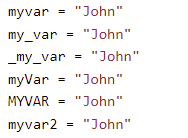 myvar = "John"
my_var = "John"
_my_var = "John"
myVar = "John"
MYVAR = "John"
myvar2 = "John"